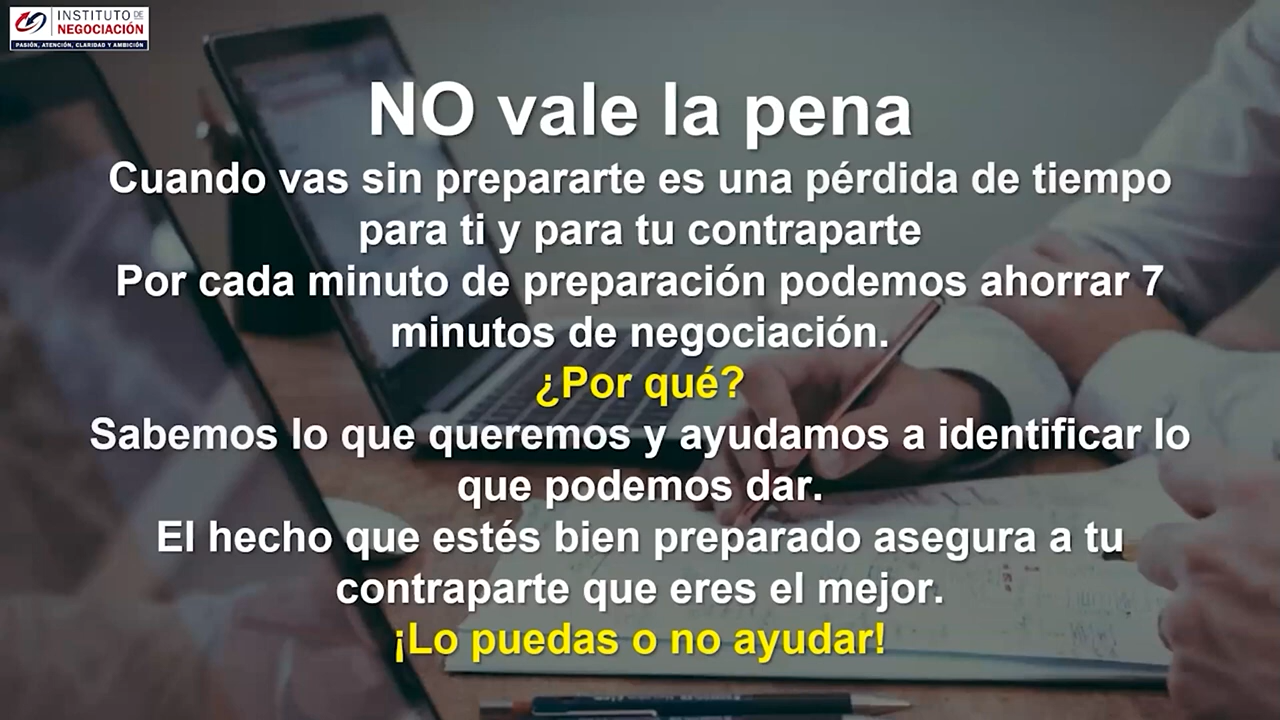 INSTITUTO DE
NEGOCIACIÓN
PASIÓN, ATENCIÓN, CLARIDAD Y AMBICIÓN
NO vale la pena
Cuando vas sin prepararte es una pérdida de tiempo
para ti y para tu contraparte
Por cada minuto de preparación podemos ahorrar 7
minutos de negociación.
¿Por qué?
Sabemos lo que queremos y ayudamos a identificar lo
que podemos dar.
El hecho que estés bien preparado asegura a tu
contraparte que eres el mejor.
¡Lo puedas o no ayudar!